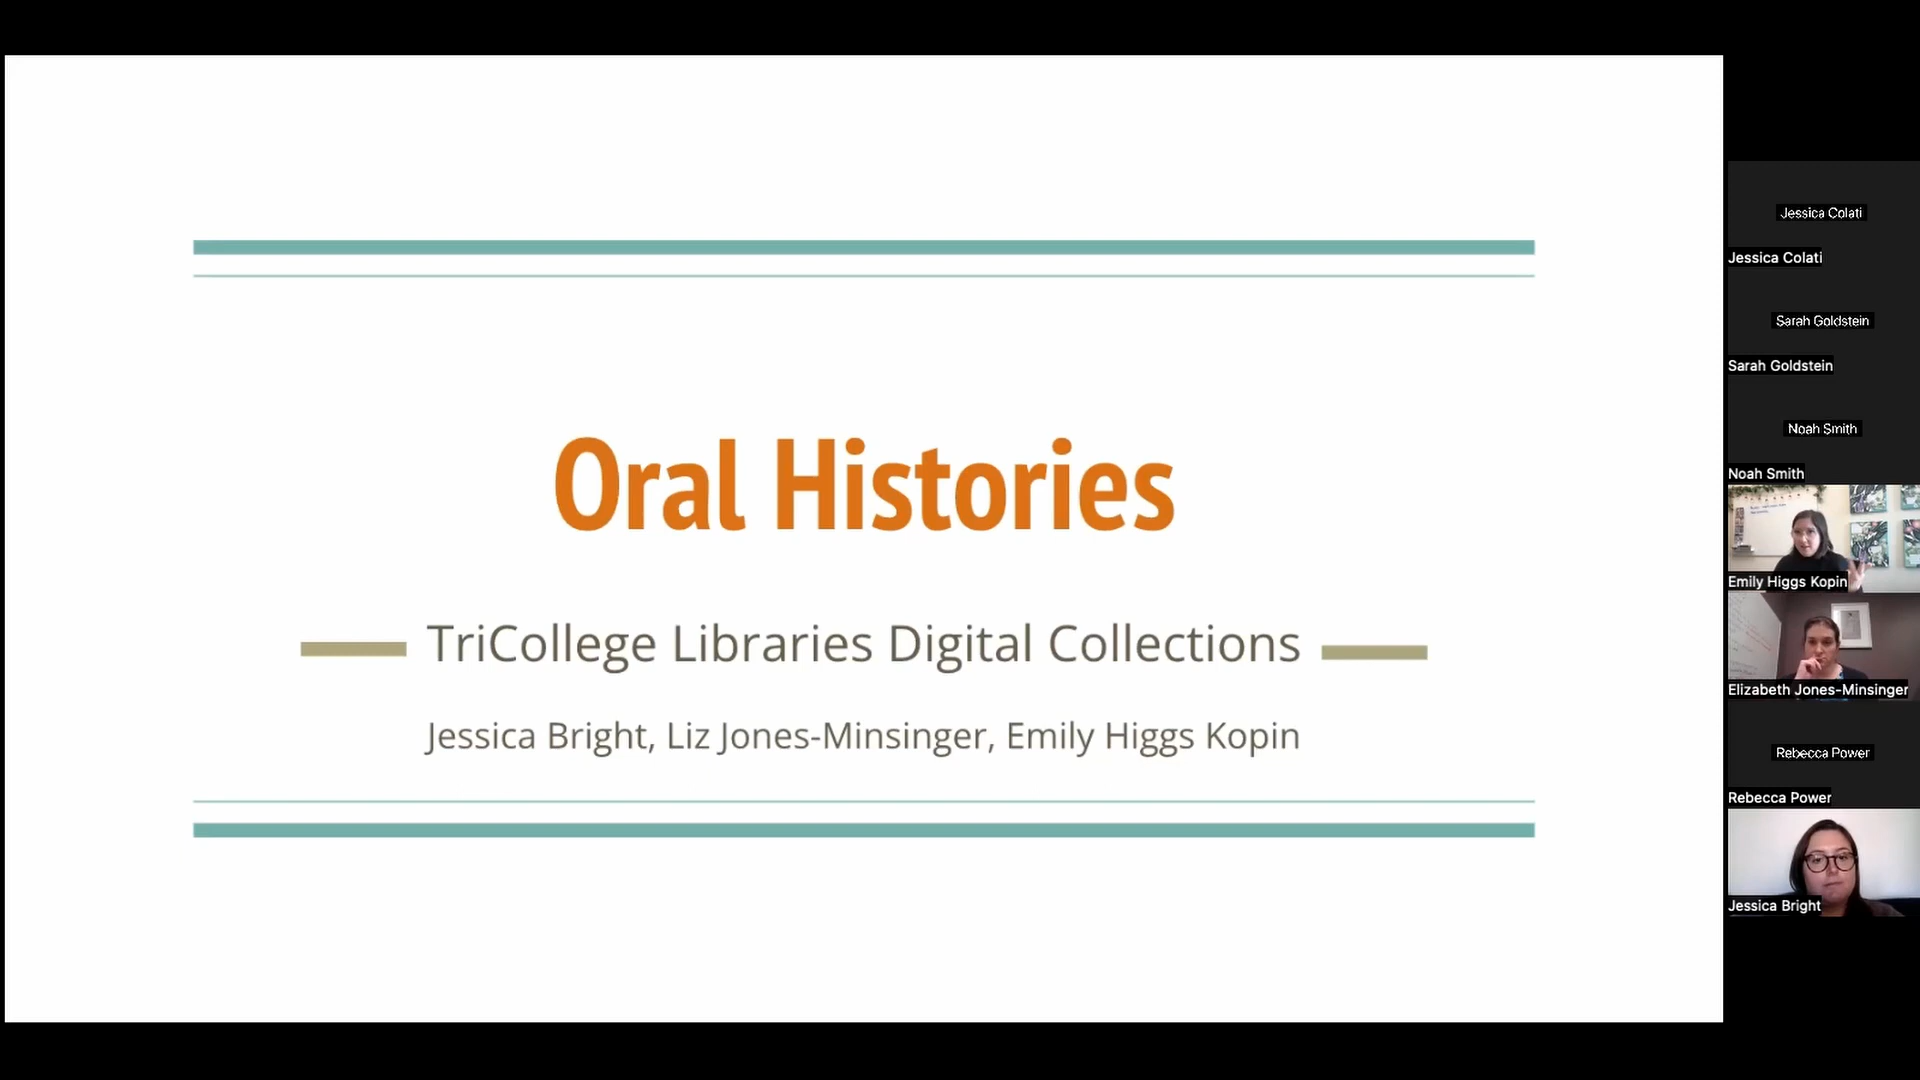 Oral Histories
TriCollege Libraries Digital Collections
Jessica Bright, Liz Jones-Minsinger, Emily Higgs Kopin
Jessica Colati
Jessica Colati
Sarah Goldstein
Sarah Goldstein
Noah Smith
Noah Smith
Emily Higgs Kopin
Elizabeth Jones-Minsinger
Rebecca Power
Rebecca Power
Jessica Bright